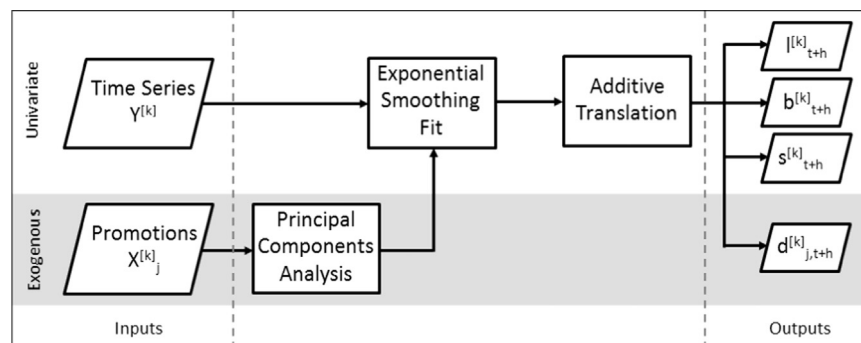 Univariate
Time Series
Y[k]
Exponential
Smoothing
Fit
Additive
Translation
l[k]t+h
b[k]t+h
s[k]t+h
Exogenous
Promotions
X[k]j
Principal
Components
Analysis
d[k]j,t+h
Inputs
Outputs